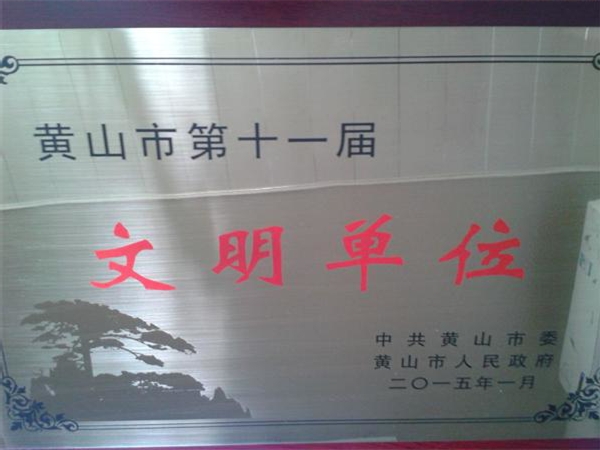 黄山市第十一届
文明单位
中共黄山市委
黄山市人民政府
二〇一五年一月